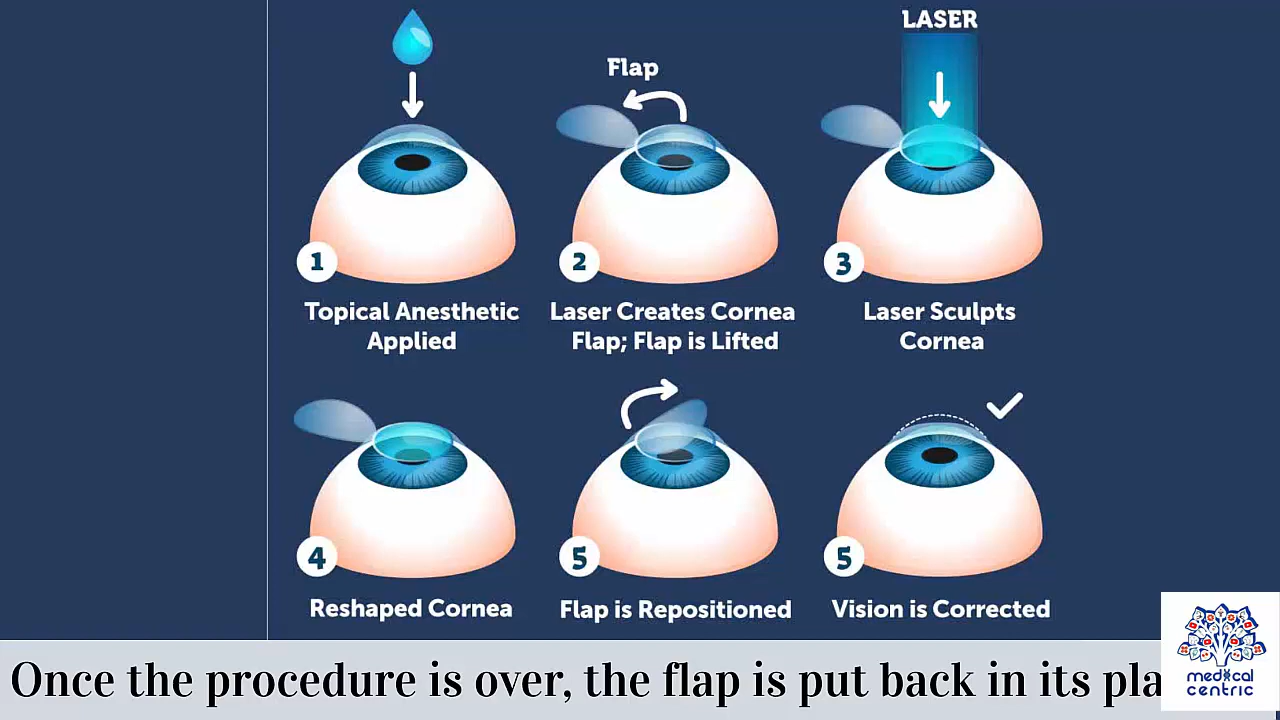 LASER
Flap
1
2
3
Topical Anesthetic
Applied
Laser Creates Cornea
Flap; Flap is Lifted
Laser Sculpts
Cornea
4
5
5
Reshaped Cornea
Flap is Repositioned
Vision is Corrected
Once the procedure is over, the flap is put back in its pla
medical
centric